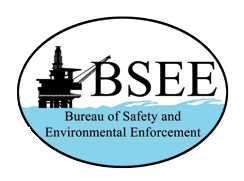 BSEE
Bureau of Safety and
Environmental Enforcement